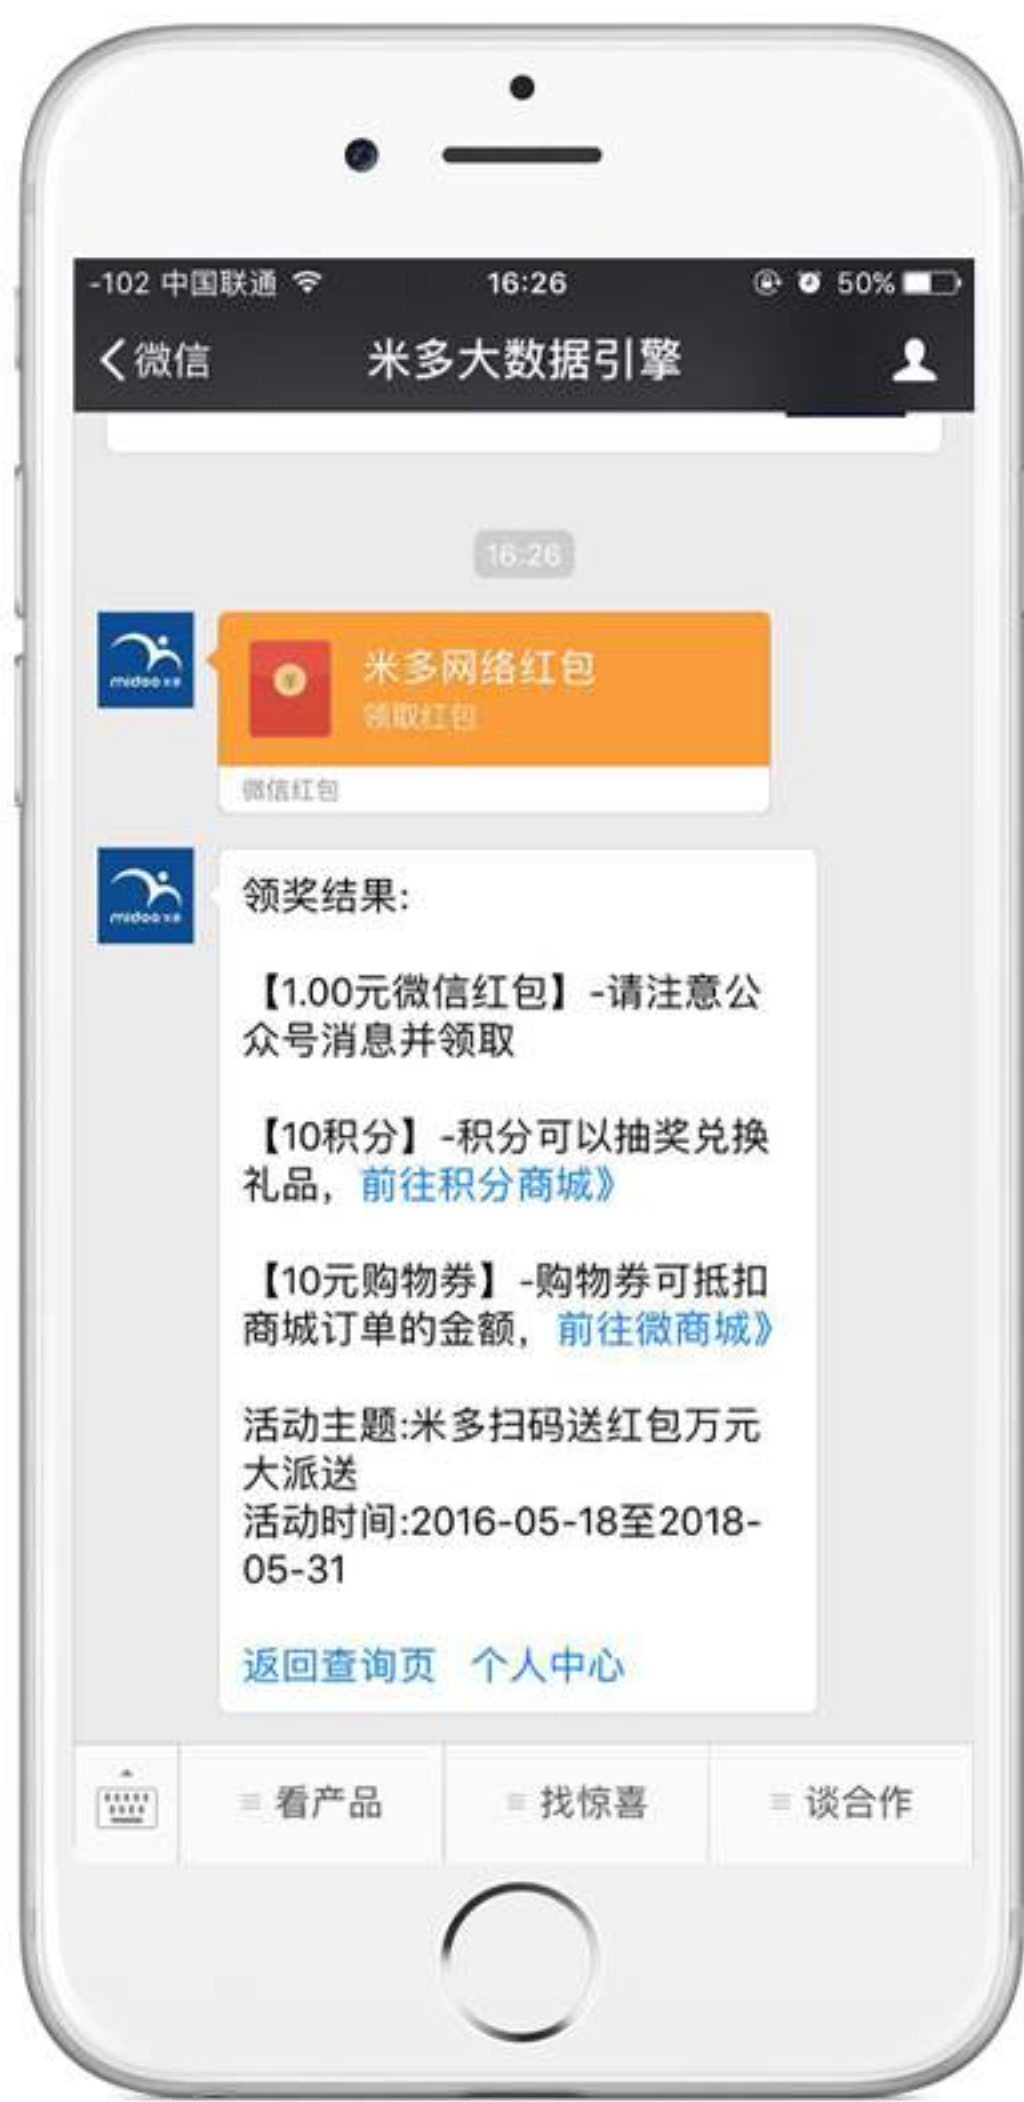 -102 中国联通 16:26 50%
微信 米多大数据引擎
16:26
米多网络红包
领取红包
微信红包
midoo
领奖结果:
midoo
【1.00元微信红包】-请注意公
众号消息并领取
【10积分】-积分可以抽奖兑换
礼品，前往积分商城》
【10元购物券】-购物券可抵扣
商城订单的金额，前往微商城》
活动主题:米多扫码送红包万元
大派送
活动时间:2016-05-18至2018-
05-31
返回查询页 个人中心
看产品 找惊喜 谈合作